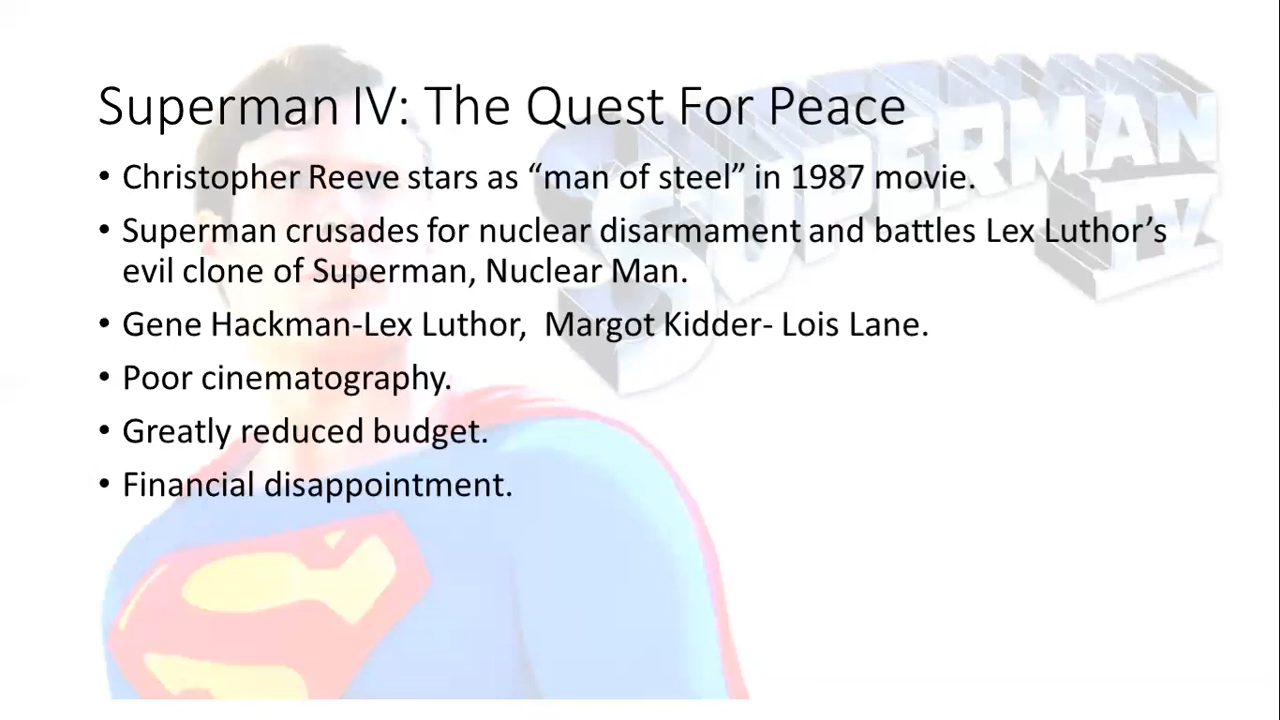 Superman IV: The Quest For Peace
• Christopher Reeve stars as “man of steel” in 1987 movie.
• Superman crusades for nuclear disarmament and battles Lex Luthor’s
evil clone of Superman, Nuclear Man.
• Gene Hackman-Lex Luthor,  Margot Kidder- Lois Lane.
• Poor cinematography.
• Greatly reduced budget.
• Financial disappointment.
SUPERMAN
IV